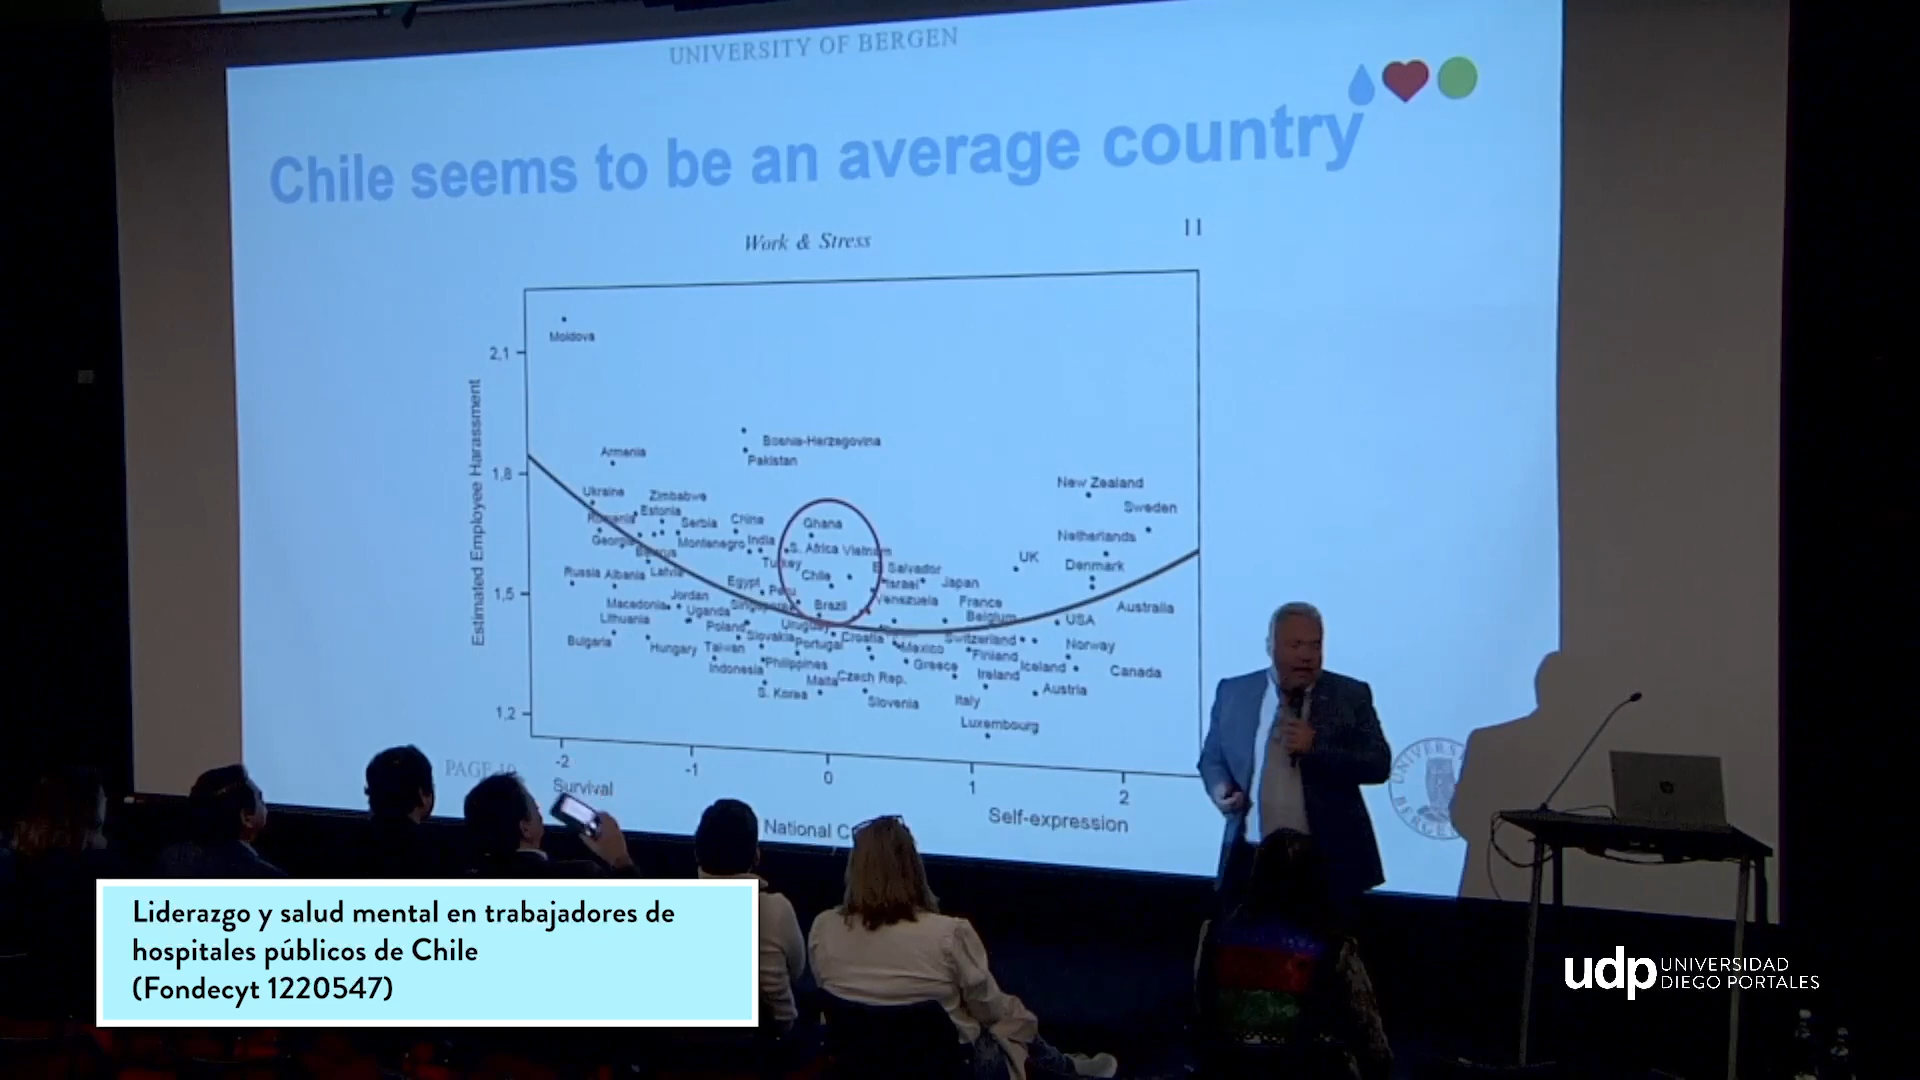 UNIVERSITY OF BERGEN
Chile seems to be an average country
Work & Stress
11
Moldova
2,1
Bosnia-Herzegovina
Armenia
Pakistan
1,8
New Zealand
Ukraine
Zimbabwe
Sweden
Estonia
Romania
Serbia
China
Ghana
Netherlands
Georgia
Montenegro
India
S. Africa
Vietnam
Belarus
UK
Turkey
Denmark
Russia
Albania
Latvia
Chile
El Salvador
Egypt
Israel
Japan
Peru
1,5
Jordan
Venezuela
France
Macedonia
Uganda
Singapore
Brazil
Australia
Lithuania
Belgium
USA
Poland
Uruguay
Bulgaria
Slovakia
Croatia
Switzerland
Norway
Hungary
Taiwan
Portugal
Mexico
Finland
Indonesia
Philippines
Greece
Iceland
Canada
Malta
Czech Rep.
Ireland
Austria
S. Korea
Slovenia
Italy
1,2
Luxembourg
Estimated Employee Harassment
-2
-1
0
1
2
PAGE 10
Survival
Self-expression
National C
Liderazgo y salud mental en trabajadores de
hospitales públicos de Chile
(Fondecyt 1220547)
udp UNIVERSIDAD
DIEGO PORTALES
hp